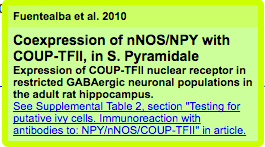 Fuentealba et al. 2010
Coexpression of nNOS/NPY with
COUP-TFII, in S. Pyramidale
Expression of COUP-TFII nuclear receptor in
restricted GABAergic neuronal populations in
the adult rat hippocampus.
See Supplemental Table 2, section "Testing for
putative ivy cells. Immunoreaction with
antibodies to: NPY/nNOS/COUP-TFII" in article.